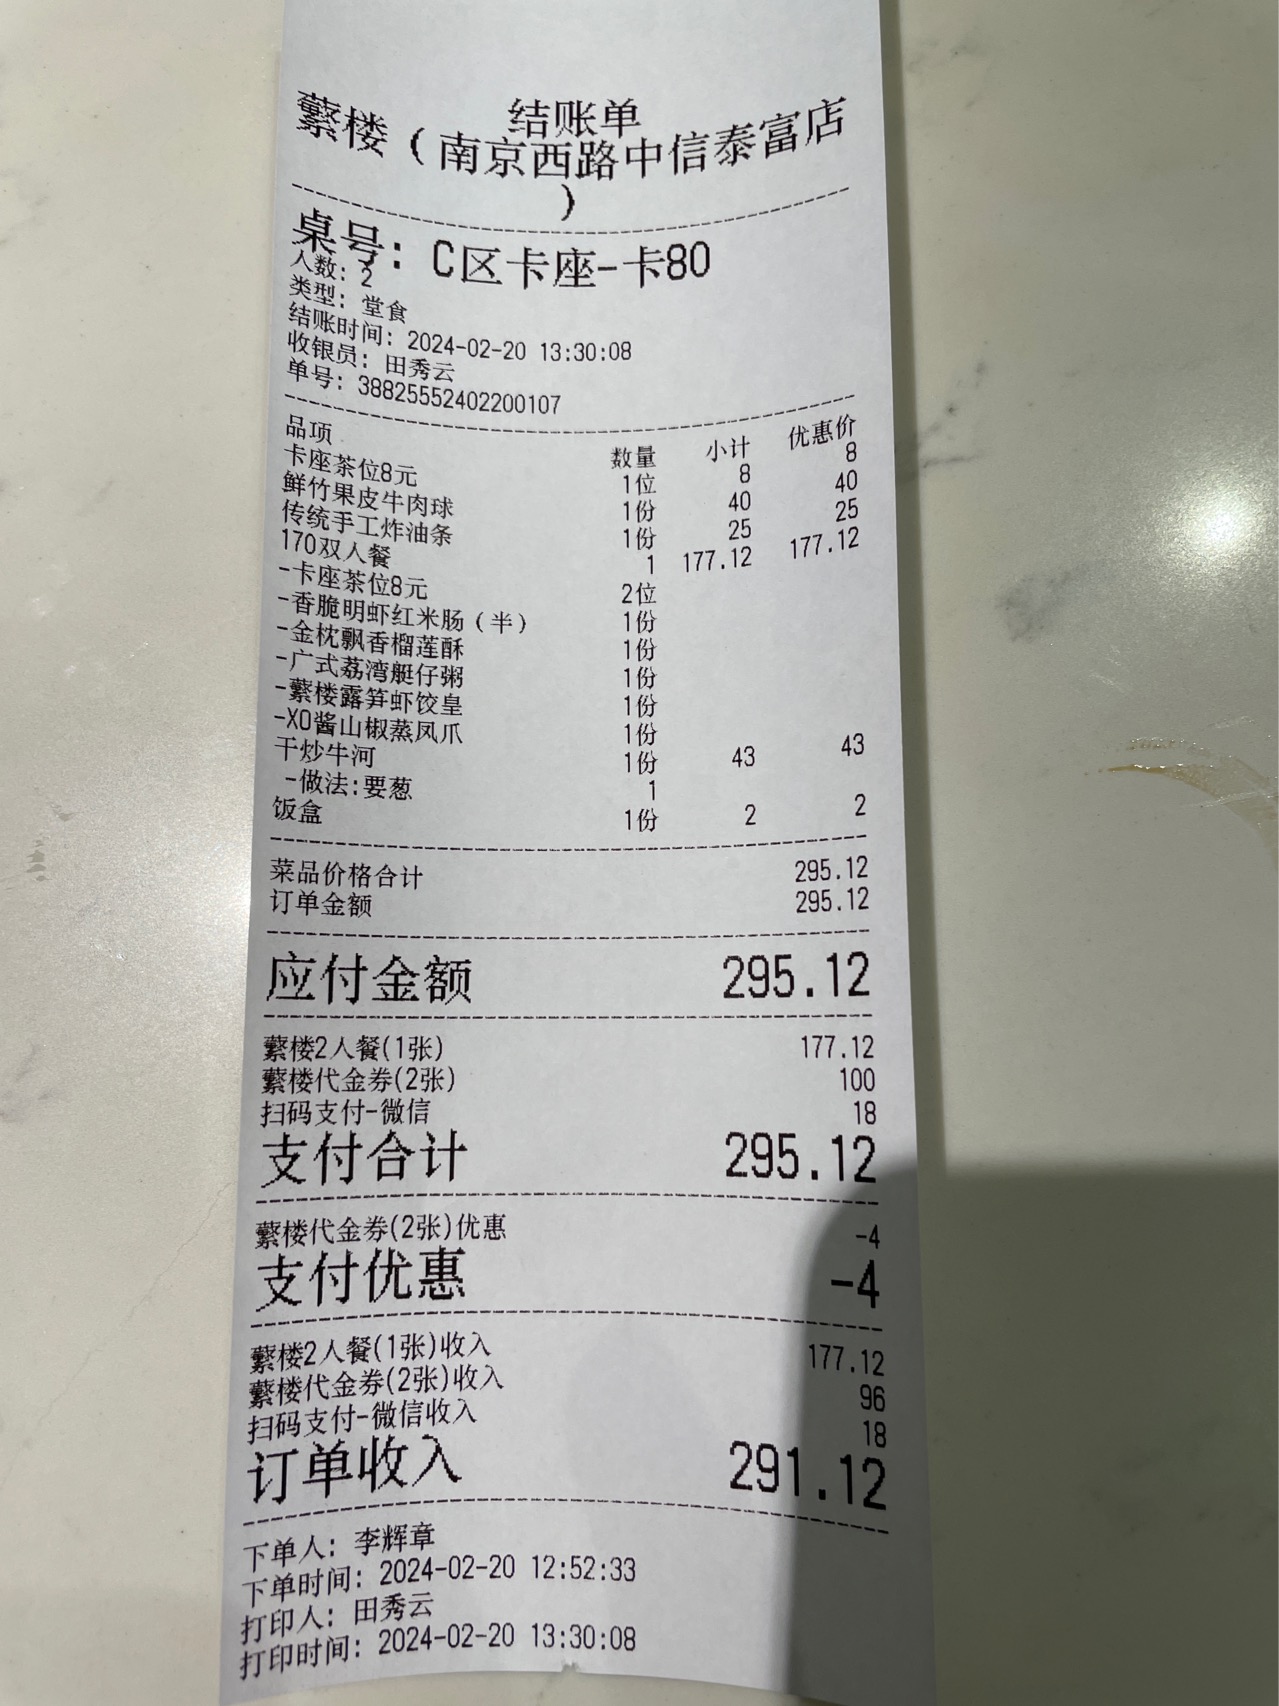 结账单
蘩楼（南京西路中信泰富店
）
桌号：C区卡座-卡80
人数：2
类型：堂食
结账时间：2024-02-20 13:30:08
收银员：田秀云
单号：38825552402200107
品项 数量 小计 优惠价
卡座茶位8元 1位 8 8
鲜竹果皮牛肉球 1份 40 40
传统手工炸油条 1份 25 25
170双人餐 1 177.12 177.12
-卡座茶位8元 2位
-香脆明虾红米肠（半） 1份
-金枕飘香榴莲酥 1份
-广式荔湾艇仔粥 1份
-蘩楼露笋虾饺皇 1份
-XO酱山椒蒸凤爪 1份
干炒牛河 1份 43 43
-做法:要葱 1
饭盒 1份 2 2
菜品价格合计 295.12
订单金额 295.12
应付金额 295.12
蘩楼2人餐(1张) 177.12
蘩楼代金券(2张) 100
扫码支付-微信 18
支付合计 295.12
蘩楼代金券(2张)优惠 -4
支付优惠 -4
蘩楼2人餐(1张)收入 177.12
蘩楼代金券(2张)收入 96
扫码支付-微信收入 18
订单收入 291.12
下单人：李辉章
下单时间：2024-02-20 12:52:33
打印人：田秀云
打印时间：2024-02-20 13:30:08